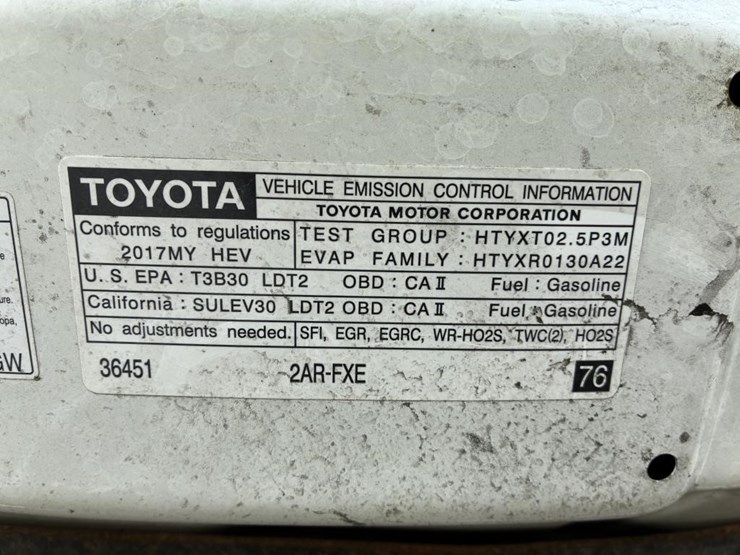 TOYOTA VEHICLE EMISSION CONTROL INFORMATION
TOYOTA MOTOR CORPORATION
Conforms to regulations TEST GROUP : HTYXT02.5P3M
2017MY HEV EVAP FAMILY : HTYXR0130A22
U.S. EPA : T3B30 LDT2 OBD : CA II Fuel : Gasoline
California : SULEV30 LDT2 OBD : CA II Fuel : Gasoline
No adjustments needed. SFI, EGR, EGRC, WR-HO2S, TWC(2), HO2S
36451 2AR-FXE 76